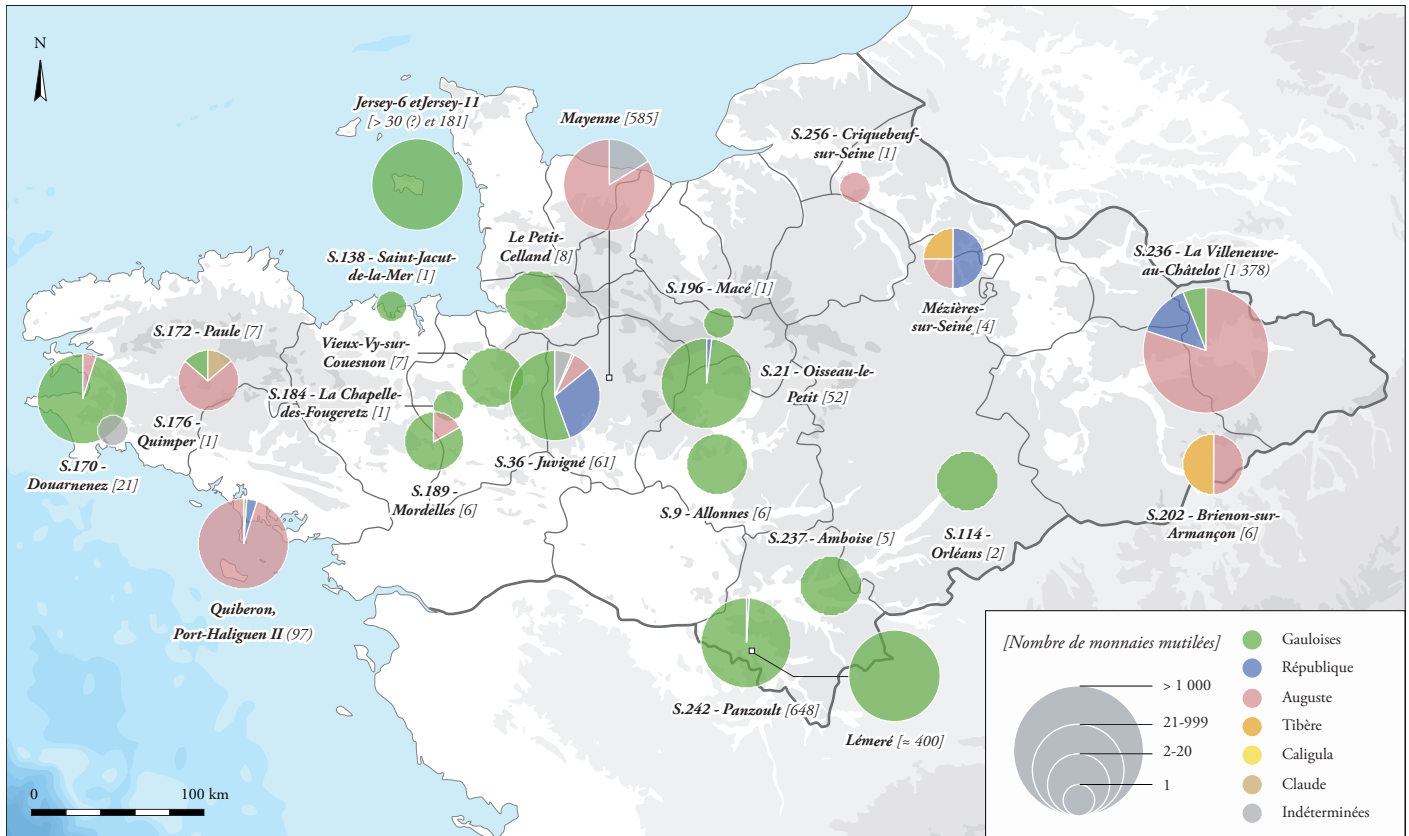 N
Jersey-6 etJersey-11
[> 30 (?) et 181]
Mayenne [585]
S.256 - Criquebeuf-
sur-Seine [1]
Le Petit-
Celland [8]
S.138 - Saint-Jacut-
de-la-Mer [1]
S.196 - Macé [1]
S.236 - La Villeneuve-
au-Châtelot [1 378]
Mézières-
sur-Seine [4]
S.172 - Paule [7]
Vieux-Vy-sur-
Couesnon [7]
S.21 - Oisseau-le-
Petit [52]
S.184 - La Chapelle-
des-Fougeretz [1]
S.176 -
Quimper [1]
S.170 -
Douarnenez [21]
S.36 - Juvigné [61]
S.189 -
Mordelles [6]
S.9 - Allonnes [6]
S.237 - Amboise [5]
S.114 -
Orléans [2]
S.202 - Brienon-sur-
Armançon [6]
Quiberon,
Port-Haliguen II (97)
S.242 - Panzoult [648]
Lémeré [≈ 400]
0 100 km
[Nombre de monnaies mutilées]
> 1 000
21-999
2-20
1
Gauloises
République
Auguste
Tibère
Caligula
Claude
Indéterminées